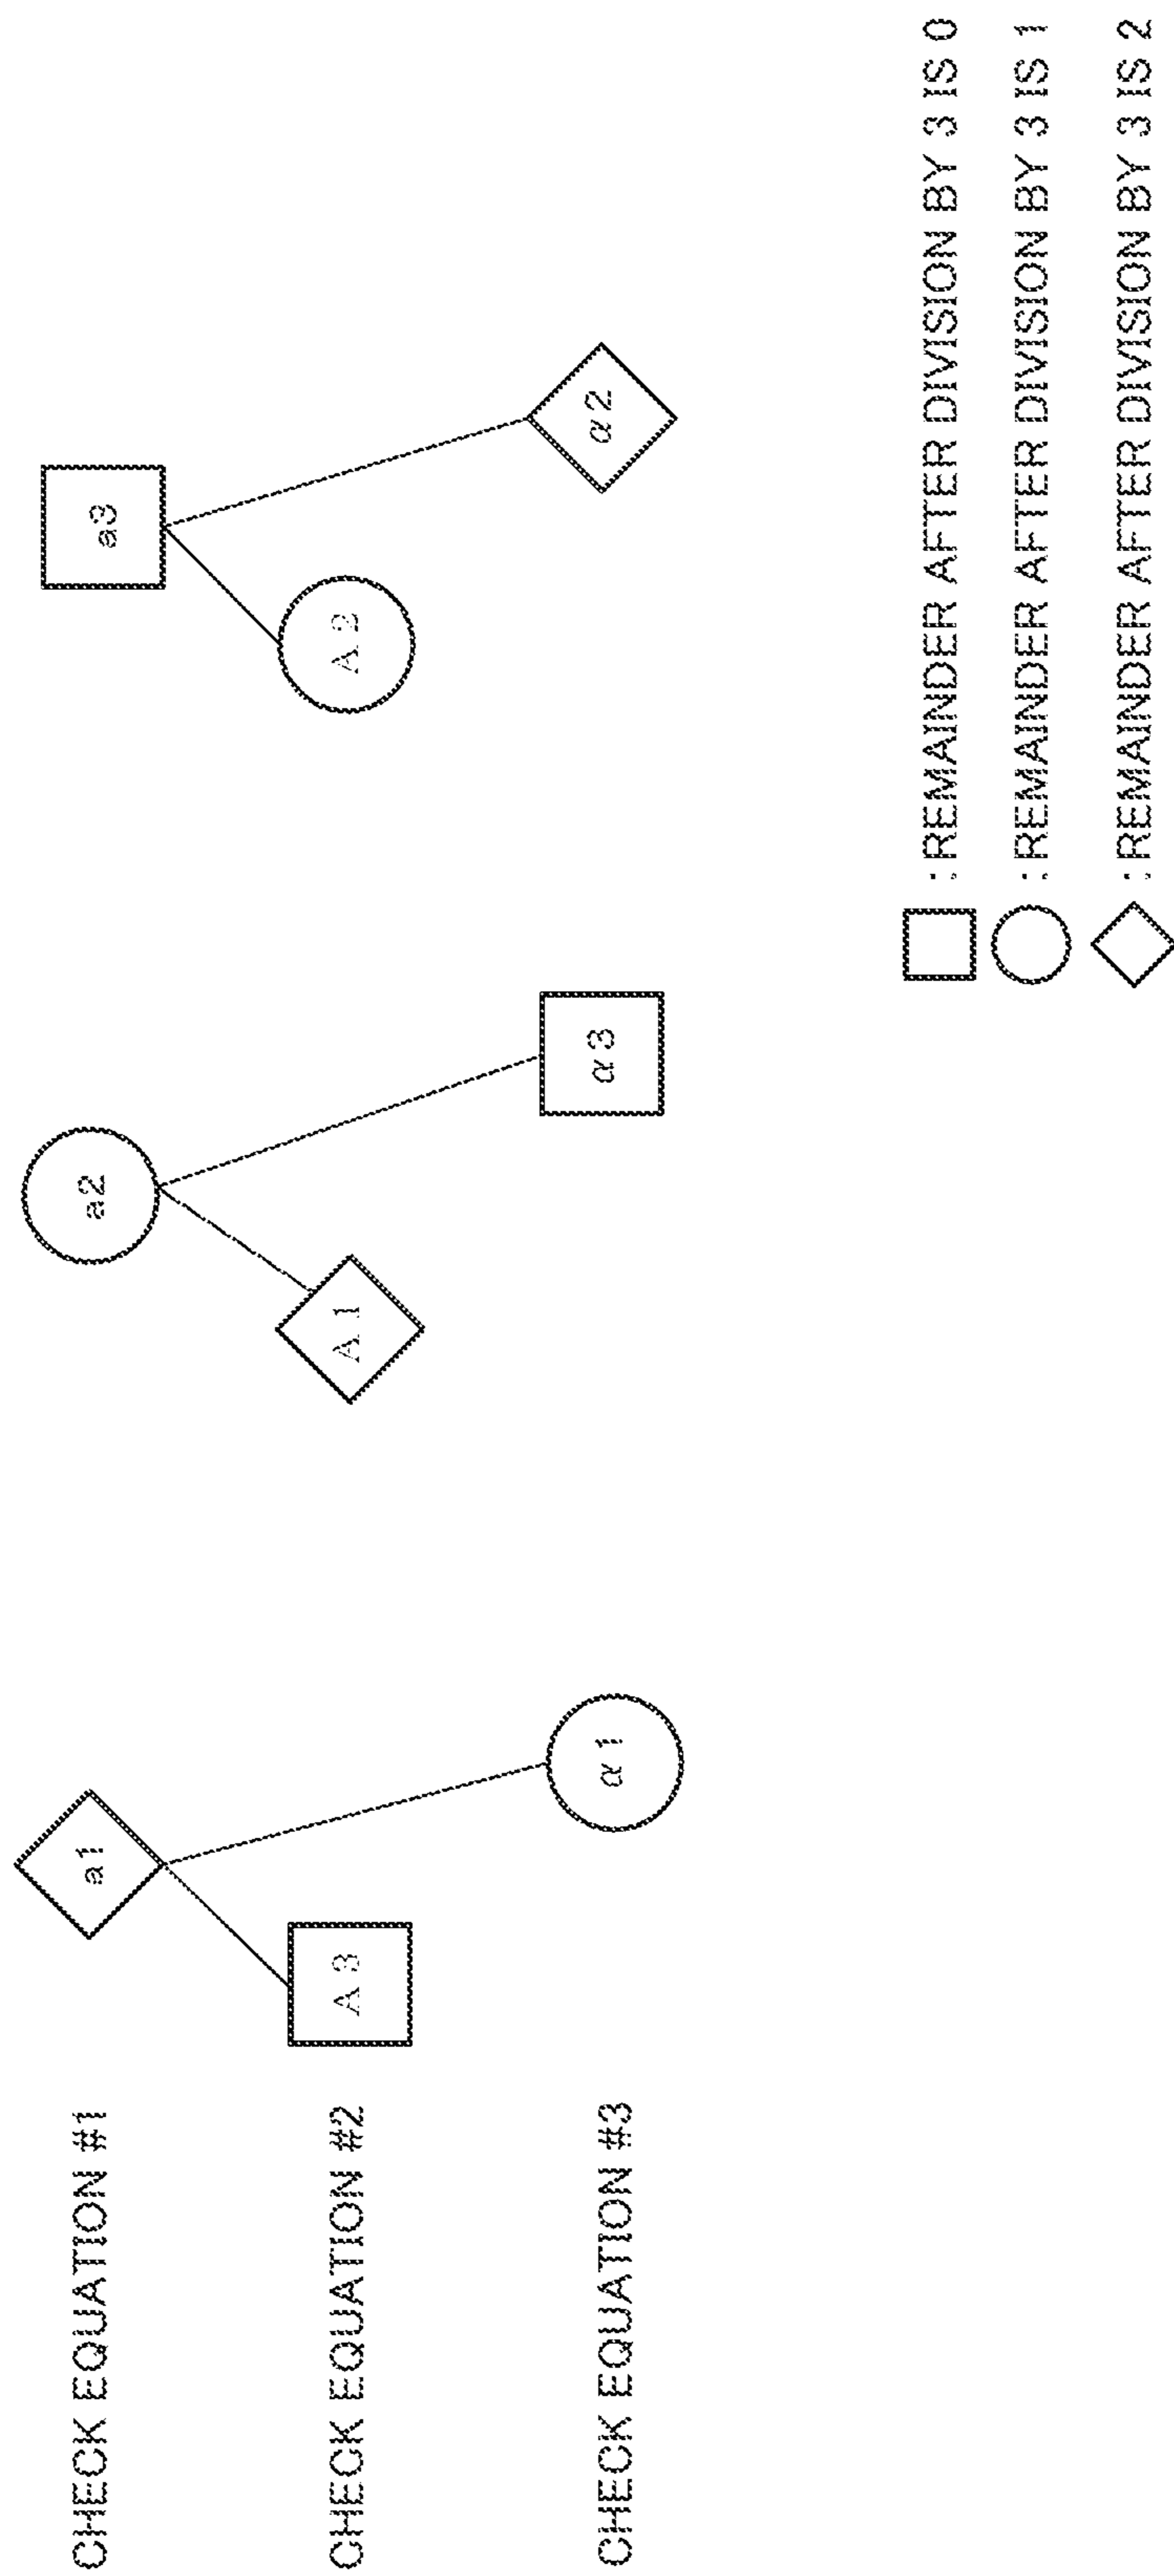 CHECK EQUATION #1
a1
a2
a3
CHECK EQUATION #2
A3
A1
A2
CHECK EQUATION #3
α1
α3
α2
: REMAINDER AFTER DIVISION BY 3 IS 0
: REMAINDER AFTER DIVISION BY 3 IS 1
: REMAINDER AFTER DIVISION BY 3 IS 2